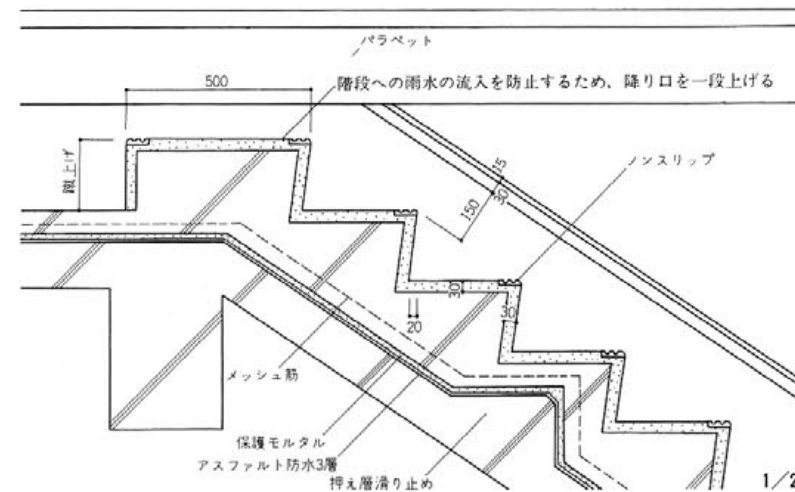 パラペット
500
階段への雨水の流入を防止するため、降り口を一段上げる
蹴上げ
15
30
150
ノンスリップ
30
20
30
メッシュ筋
保護モルタル
アスファルト防水3層
押え層滑り止め
1/2